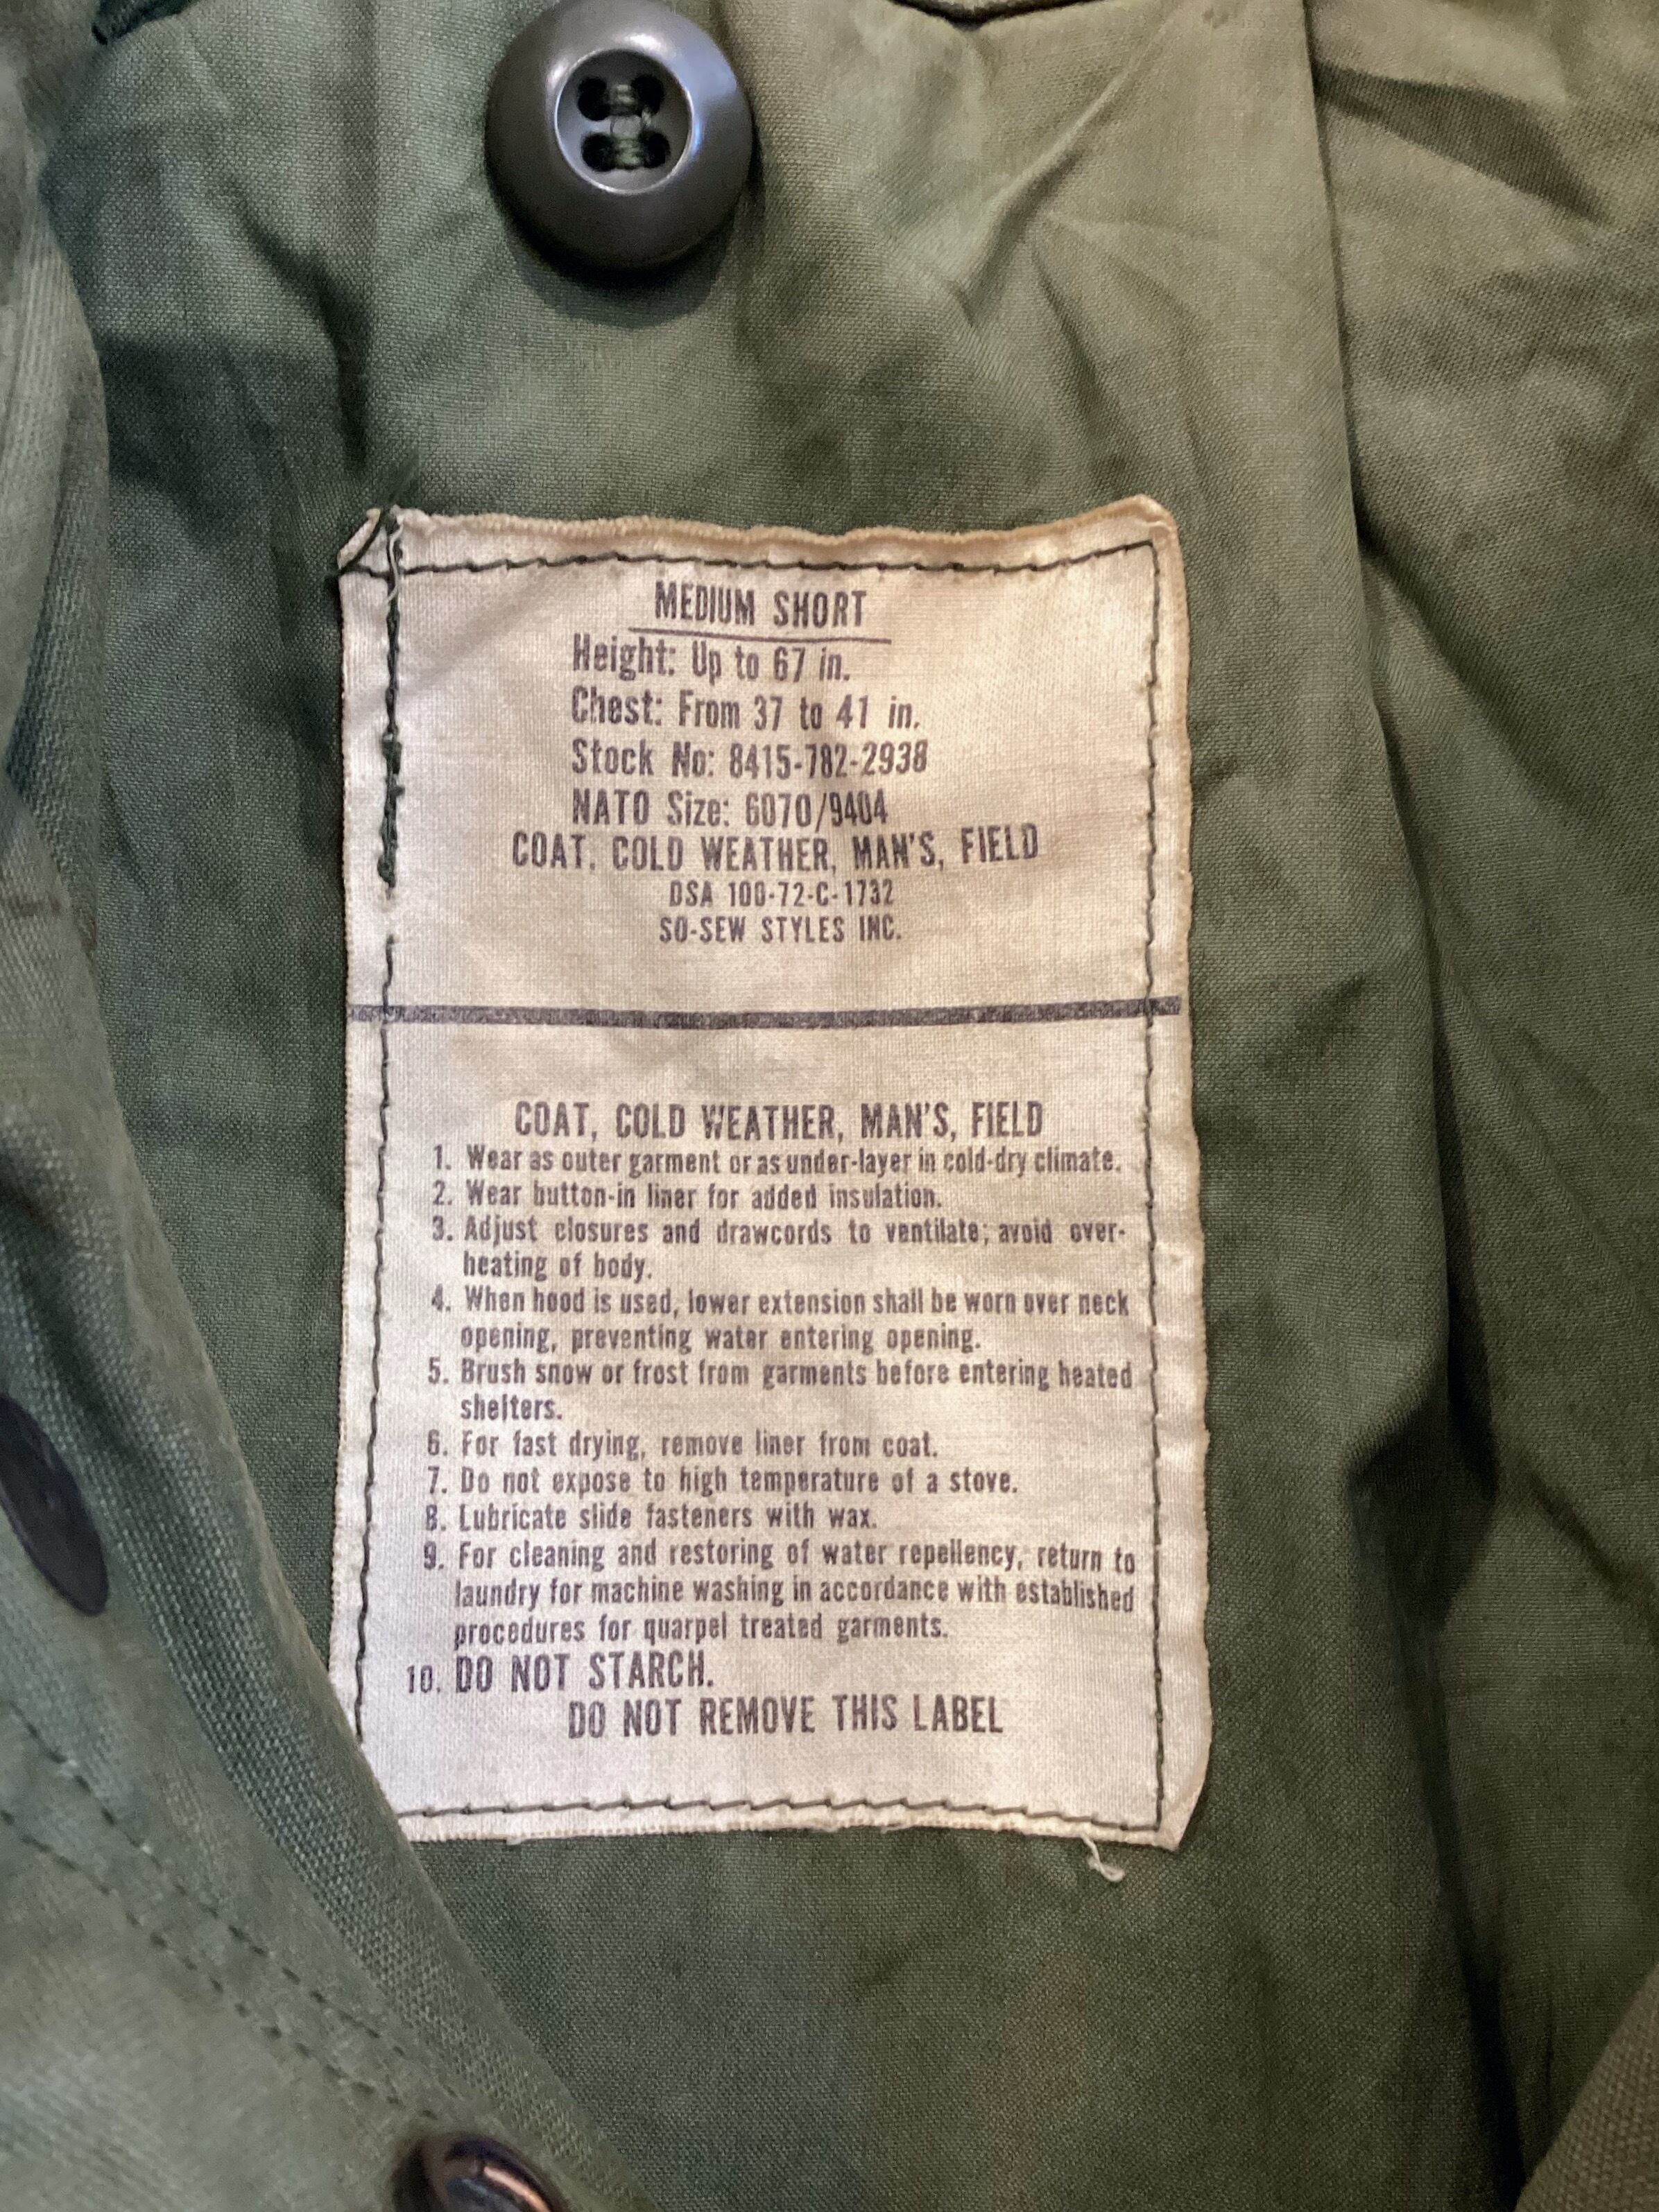 MEDIUM SHORT
Height: Up to 67 in.
Chest: From 37 to 41 in.
Stock No: 8415-782-2938
NATO Size: 6070/9404
COAT, COLD WEATHER, MAN'S, FIELD
DSA 100-72-C-1732
SO-SEW STYLES INC.
COAT, COLD WEATHER, MAN'S, FIELD
1. Wear as outer garment or as under-layer in cold-dry climate.
2. Wear button-in liner for added insulation.
3. Adjust closures and drawcords to ventilate; avoid over-
heating of body.
4. When hood is used, lower extension shall be worn over neck
opening, preventing water entering opening.
5. Brush snow or frost from garments before entering heated
shelters.
6. For fast drying, remove liner from coat.
7. Do not expose to high temperature of a stove.
8. Lubricate slide fasteners with wax.
9. For cleaning and restoring of water repellency, return to
laundry for machine washing in accordance with established
procedures for quarpel treated garments.
10. DO NOT STARCH.
DO NOT REMOVE THIS LABEL